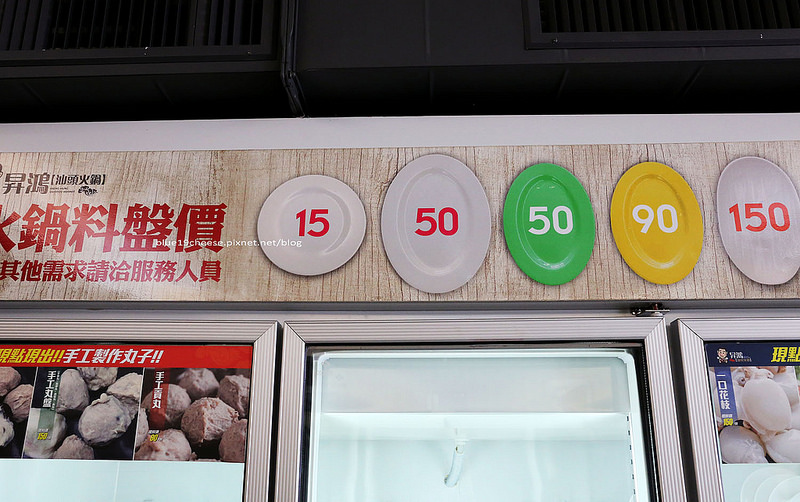 昇鴻【汕頭火鍋】
火鍋料盤價
其他需求請洽服務人員
15
50
50
90
150
blue19cheese.pixnet.net/blog
現點現出!!手工製作丸子!!
手工丸盤
手工貢丸
昇鴻
現點
一口花枝